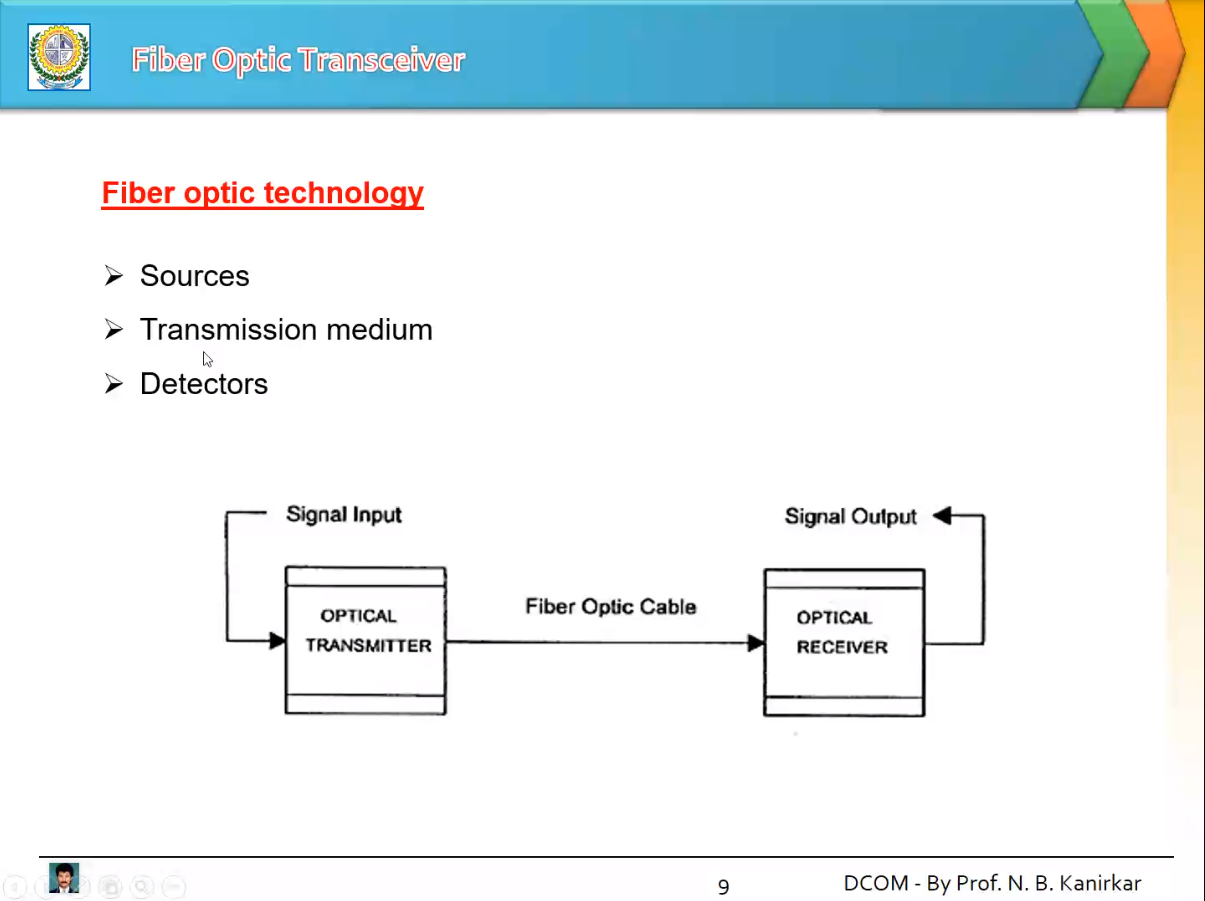 Fiber Optic Transceiver
Fiber optic technology
Sources
Transmission medium
Detectors
Signal Input
Signal Output
Fiber Optic Cable
OPTICAL
TRANSMITTER
OPTICAL
RECEIVER
9
DCOM - By Prof. N. B. Kanirkar